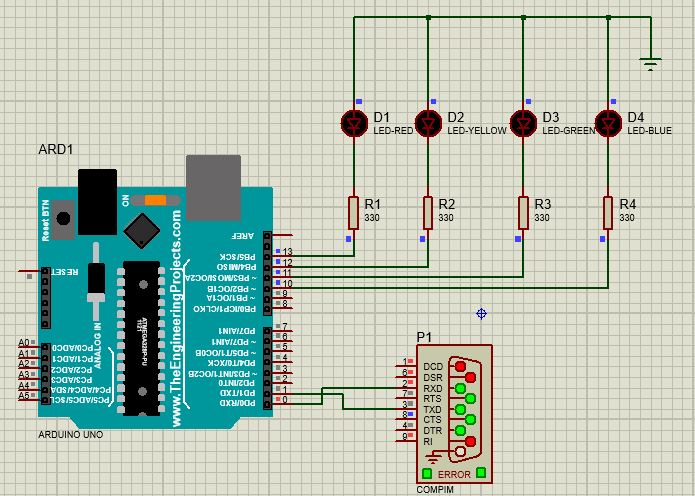 D1
LED-RED
D2
LED-YELLOW
D3
LED-GREEN
D4
LED-BLUE
ARD1
R1
330
R2
330
R3
330
R4
330
Reset BTN
ON
www.TheEngineeringProjects.com
ATMEGA328P-PU
1121
ANALOG IN
RESET
AREF
13 PB5/SCK
12 PB4/MISO
11 ~ PB3/MOSI/OC2A
10 ~ PB2/OC1B
9 ~ PB1/OC1A
8 PB0/ICP1/CLKO
7 PD7/AIN1
6 ~ PD6/AIN0
5 ~ PD5/T1/OC0B
4 PD4/T0/XCK
3 ~ PD3/INT1/OC2B
2 PD2/INT0
1 PD1/TXD
0 PD0/RXD
A0 PC0/ADC0
A1 PC1/ADC1
A2 PC2/ADC2
A3 PC3/ADC3
A4 PC4/ADC4/SDA
A5 PC5/ADC5/SCL
ARDUINO UNO
P1
1 DCD
6 DSR
2 RXD
7 RTS
3 TXD
8 CTS
4 DTR
9 RI
ERROR
COMPIM